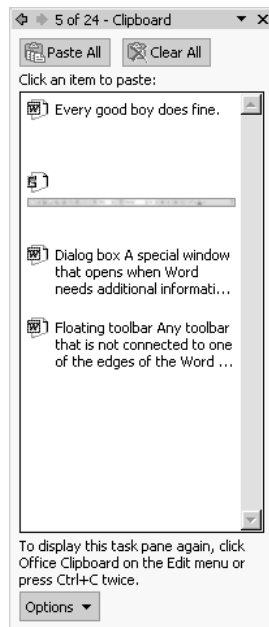 5 of 24 - Clipboard
Paste All Clear All
Click an item to paste:
Every good boy does fine.
Dialog box A special window
that opens when Word
needs additional informati...
Floating toolbar Any toolbar
that is not connected to one
of the edges of the Word ...
To display this task pane again, click
Office Clipboard on the Edit menu or
press Ctrl+C twice.
Options